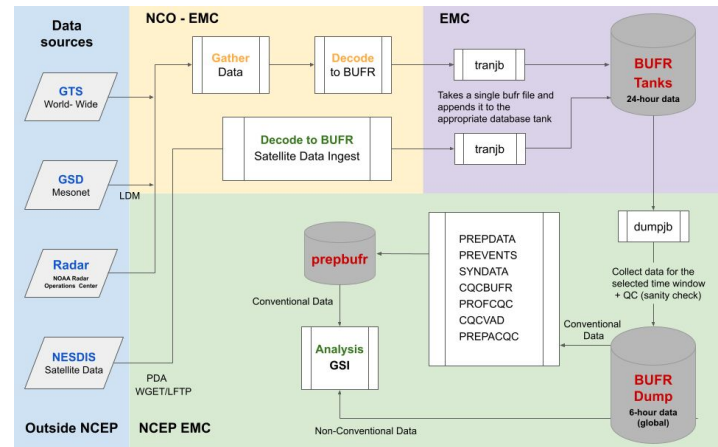 Data
sources
NCO - EMC
EMC
GTS
World- Wide
GSD
Mesonet
LDM
Radar
NOAA Radar
Operations Center
NESDIS
Satellite Data
PDA
WGET/LFTP
Outside NCEP
Gather
Data
Decode
to BUFR
Decode to BUFR
Satellite Data Ingest
tranjb
Takes a single bufr file and
appends it to the
appropriate database tank
tranjb
BUFR
Tanks
24-hour data
dumpjb
Collect data for the
selected time window
+ QC (sanity check)
BUFR
Dump
6-hour data
(global)
Conventional
Data
PREPDATA
PREVENTS
SYNDATA
CQCBUFR
PROFCQC
CQCVAD
PREPACQC
prepbufr
Conventional Data
Analysis
GSI
Non-Conventional Data
NCEP EMC